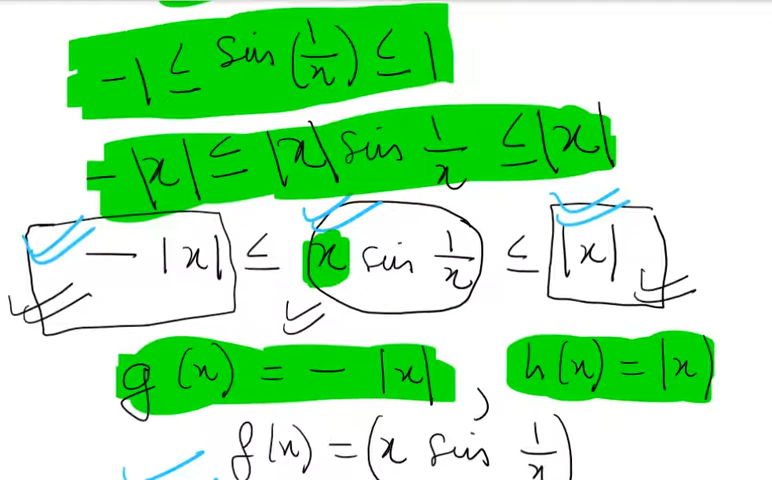 -1 ≤ sin(1/x) ≤ 1
-|x| ≤ |x| sin 1/x ≤ |x|
- |x| ≤ x sin 1/x ≤ |x|
g(x) = - |x| , h(x) = |x|
f(x) = (x sin 1/x)